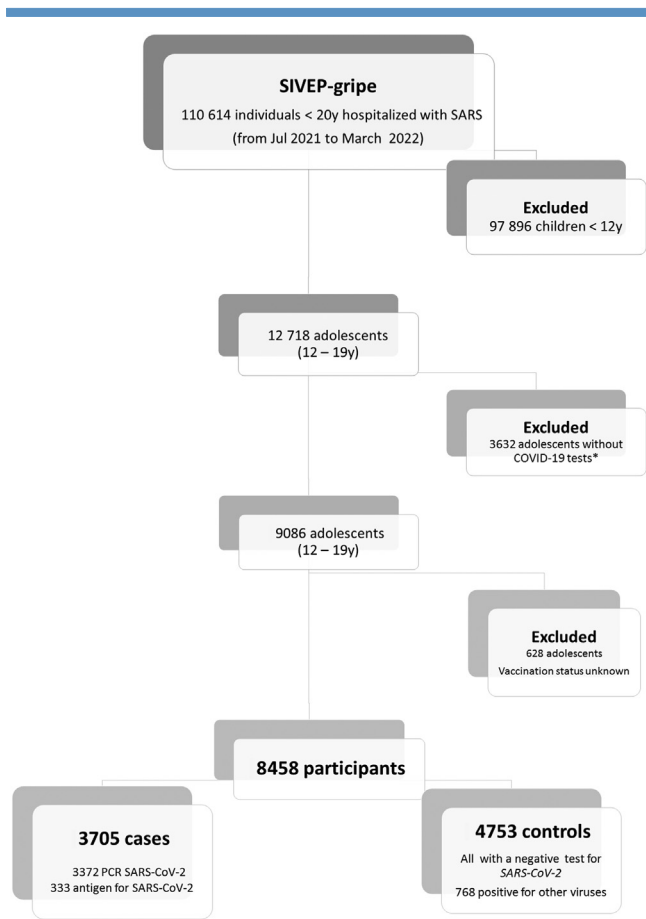 SIVEP-gripe
110 614 individuals < 20y hospitalized with SARS
(from Jul 2021 to March 2022)
Excluded
97 896 children < 12y
12 718 adolescents
(12 – 19y)
Excluded
3632 adolescents without
COVID-19 tests*
9086 adolescents
(12 – 19y)
Excluded
628 adolescents
Vaccination status unknown
8458 participants
3705 cases
3372 PCR SARS-CoV-2
333 antigen for SARS-CoV-2
4753 controls
All with a negative test for
SARS-CoV-2
768 positive for other viruses